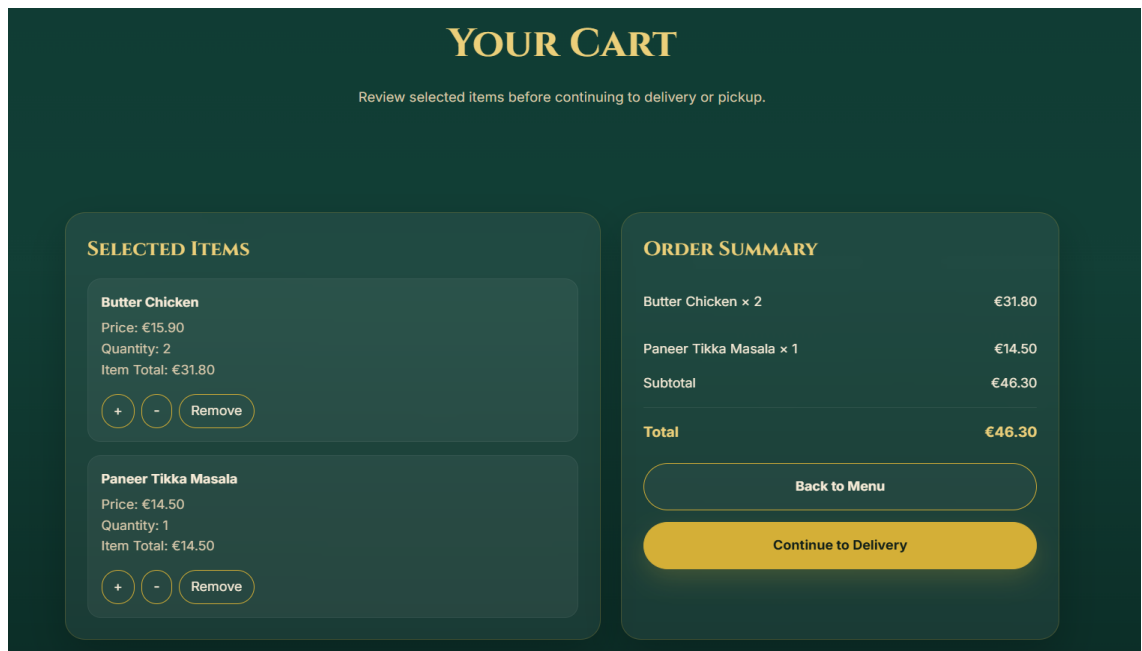 Your Cart
Review selected items before continuing to delivery or pickup.
Selected Items
Butter Chicken
Price: €15.90
Quantity: 2
Item Total: €31.80
+ - Remove
Paneer Tikka Masala
Price: €14.50
Quantity: 1
Item Total: €14.50
+ - Remove
Order Summary
Butter Chicken × 2 €31.80
Paneer Tikka Masala × 1 €14.50
Subtotal €46.30
Total €46.30
Back to Menu
Continue to Delivery